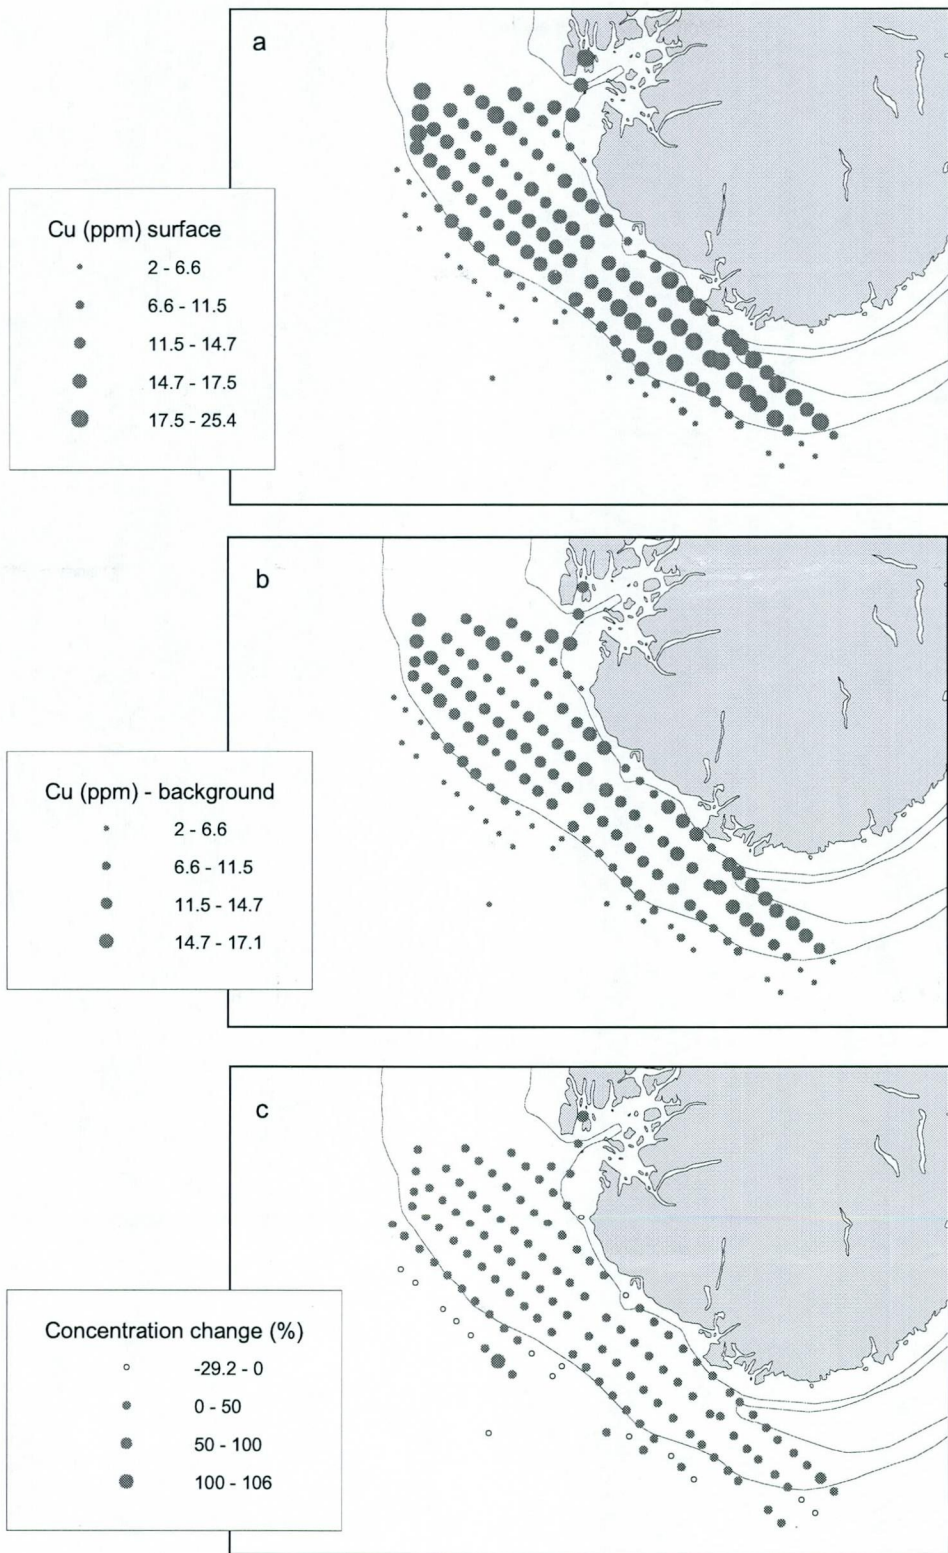 a
Cu (ppm) surface
2 - 6.6
6.6 - 11.5
11.5 - 14.7
14.7 - 17.5
17.5 - 25.4
b
Cu (ppm) - background
2 - 6.6
6.6 - 11.5
11.5 - 14.7
14.7 - 17.1
c
Concentration change (%)
-29.2 - 0
0 - 50
50 - 100
100 - 106